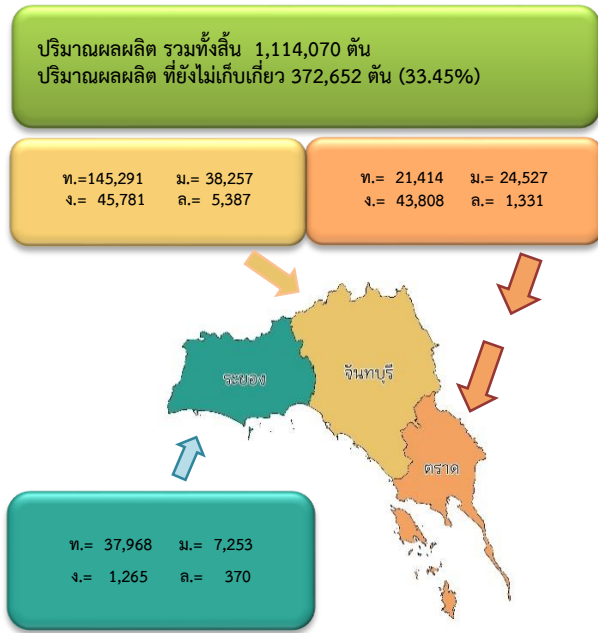 ปริมาณผลผลิต รวมทั้งสิ้น 1,114,070 ตัน
ปริมาณผลผลิต ที่ยังไม่เก็บเกี่ยว 372,652 ตัน (33.45%)
ท.=145,291 ม.= 38,257
ง.= 45,781 ล.= 5,387
ท.= 21,414 ม.= 24,527
ง.= 43,808 ล.= 1,331
ระยอง
จันทบุรี
ตราด
ท.= 37,968 ม.= 7,253
ง.= 1,265 ล.= 370